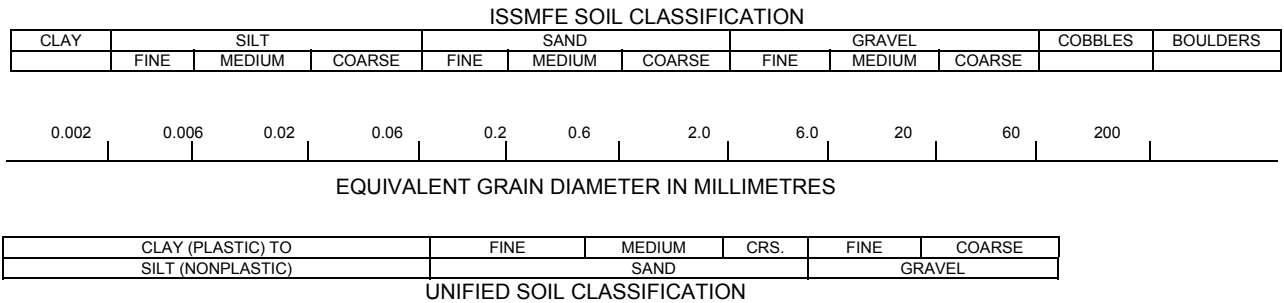 ISSMFE SOIL CLASSIFICATION
CLAY SILT SAND GRAVEL COBBLES BOULDERS
FINE MEDIUM COARSE FINE MEDIUM COARSE FINE MEDIUM COARSE
0.002 0.006 0.02 0.06 0.2 0.6 2.0 6.0 20 60 200
EQUIVALENT GRAIN DIAMETER IN MILLIMETRES
CLAY (PLASTIC) TO FINE MEDIUM CRS. FINE COARSE
SILT (NONPLASTIC) SAND GRAVEL
UNIFIED SOIL CLASSIFICATION